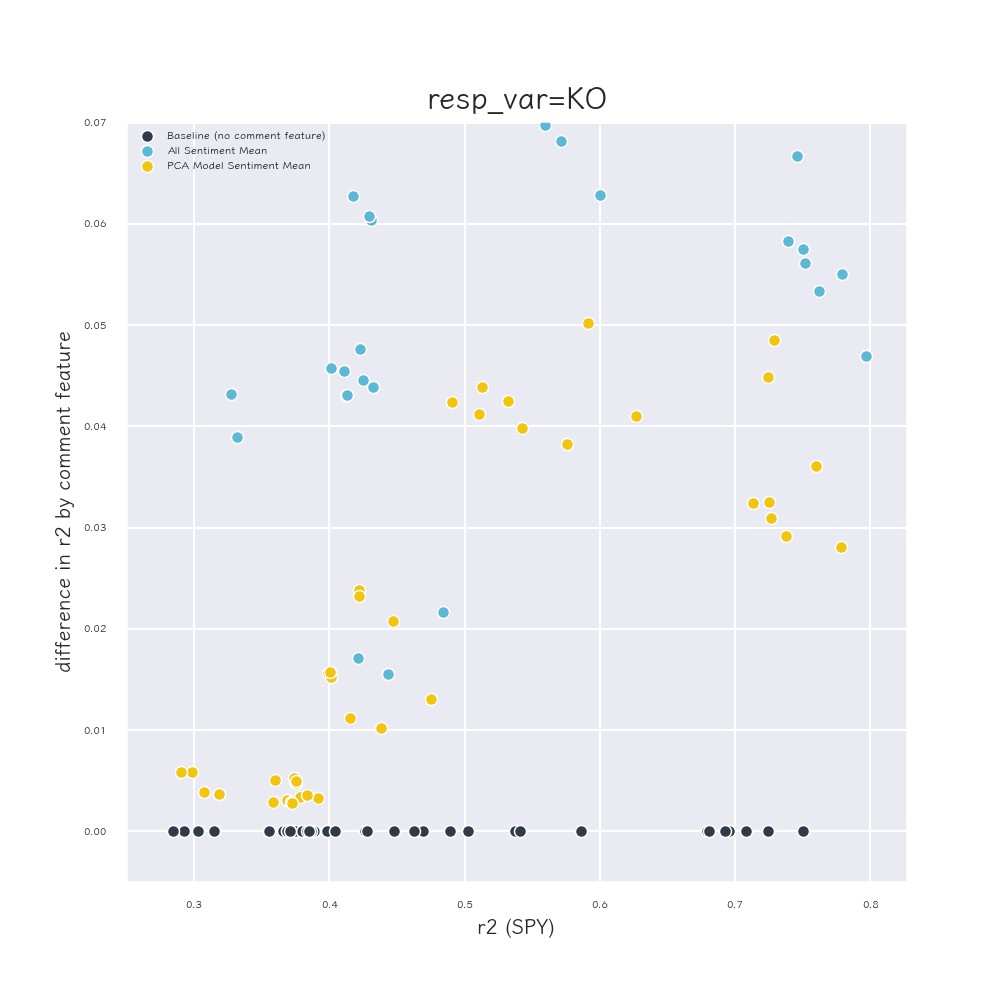 resp_var=KO
Baseline (no comment feature)
All Sentiment Mean
PCA Model Sentiment Mean
difference in r2 by comment feature
0.07
0.06
0.05
0.04
0.03
0.02
0.01
0.00
0.3 0.4 0.5 0.6 0.7 0.8
r2 (SPY)